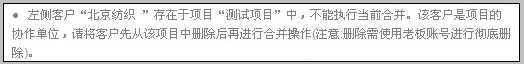 ● 左侧客户“北京纺织 ”存在于项目“测试项目”中，不能执行当前合并。该客户是项目的
协作单位，请将客户先从该项目中删除后再进行合并操作(注意:删除需使用老板账号进行彻底删
除)。